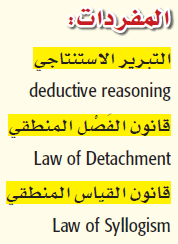 المفردات:
التبرير الاستنتاجي
deductive reasoning
قانون الفَصْل المنطقي
Law of Detachment
قانون القياس المنطقي
Law of Syllogism